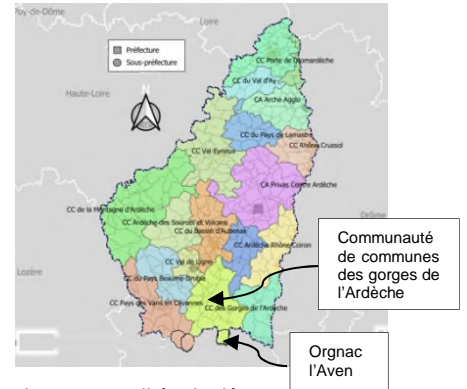 Puy-de-Dôme
Loire
Préfecture
Sous-préfecture
CC Porte de DrômArdèche
CC du Val d'Ay
CA Arche Agglo
Haute-Loire
CC du Pays de Lamastre
CC Rhône Crussol
CC Val Eyrieux
CA Privas Centre Ardèche
CC de la Montagne d'Ardèche
Drôme
CC Ardèche des Sources et Volcans
CC du Bassin d'Aubenas
CC Ardèche Rhône Coiron
CC Val de Ligne
Lozère
CC du Pays Beaume-Drobie
CC Pays des Vans en Cévennes
CC des Gorges de l'Ardèche
Communauté
de communes
des gorges de
l'Ardèche
Orgnac
l'Aven